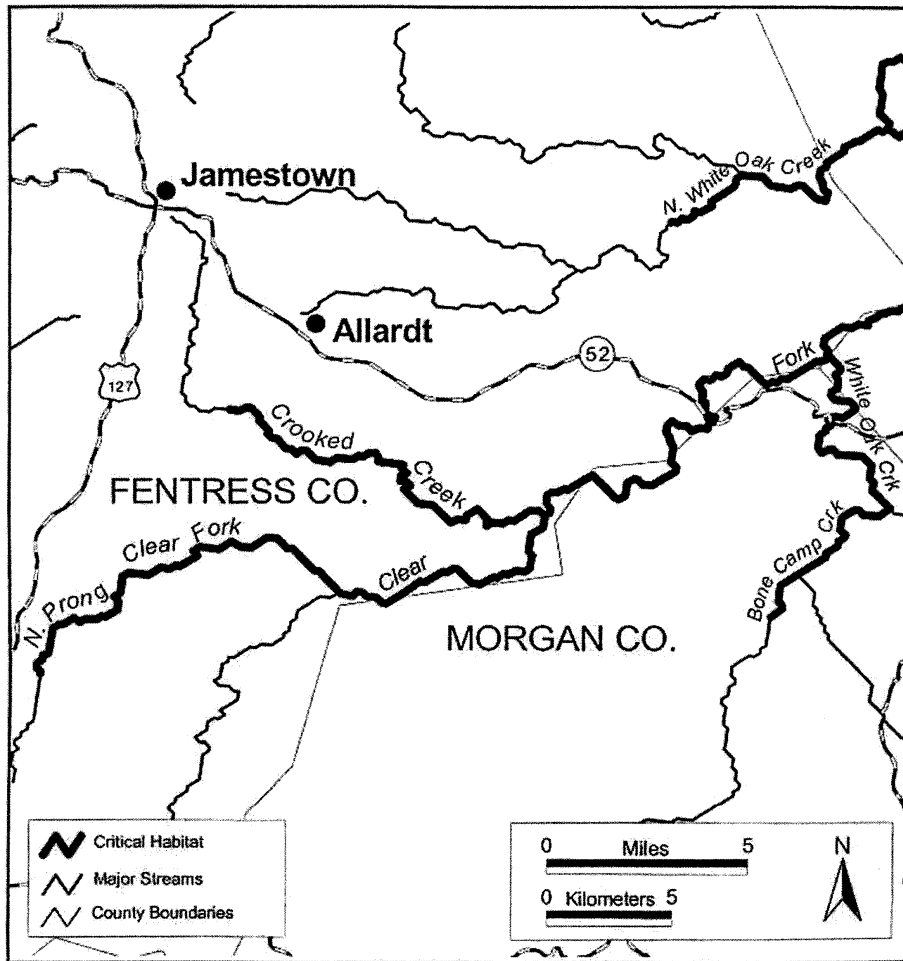 Jamestown
N. White Oak Creek
Allardt
52
127
Fork
White Oak Crk
Crooked
Creek
FENTRESS CO.
Clear Fork
N. Prong
Clear
Bone Camp Crk
MORGAN CO.
Critical Habitat
Major Streams
County Boundaries
0 Miles 5
0 Kilometers 5
N